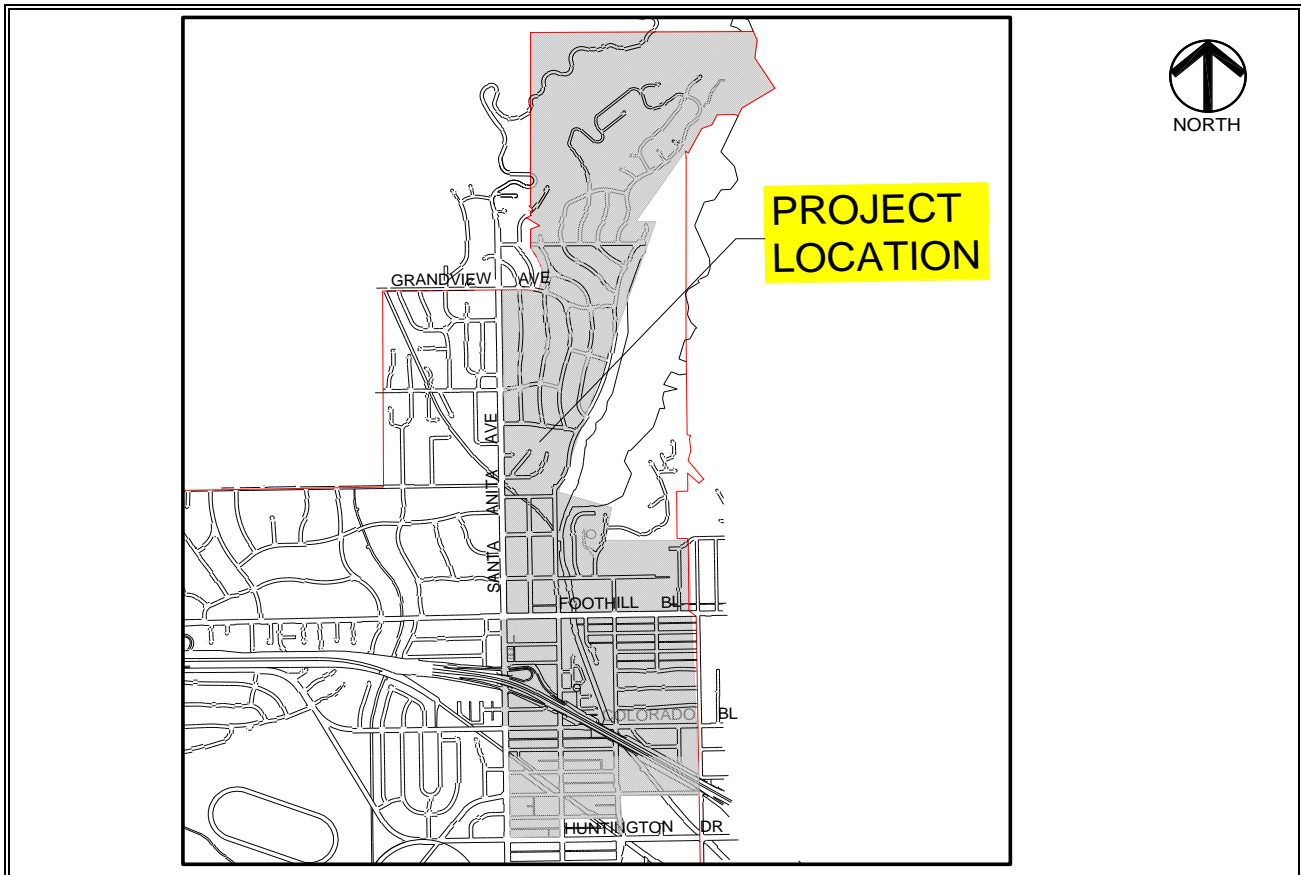 NORTH
PROJECT
LOCATION
GRANDVIEW AVE
SANTA ANITA AVE
FOOTHILL BL
COLORADO BL
HUNTINGTON DR